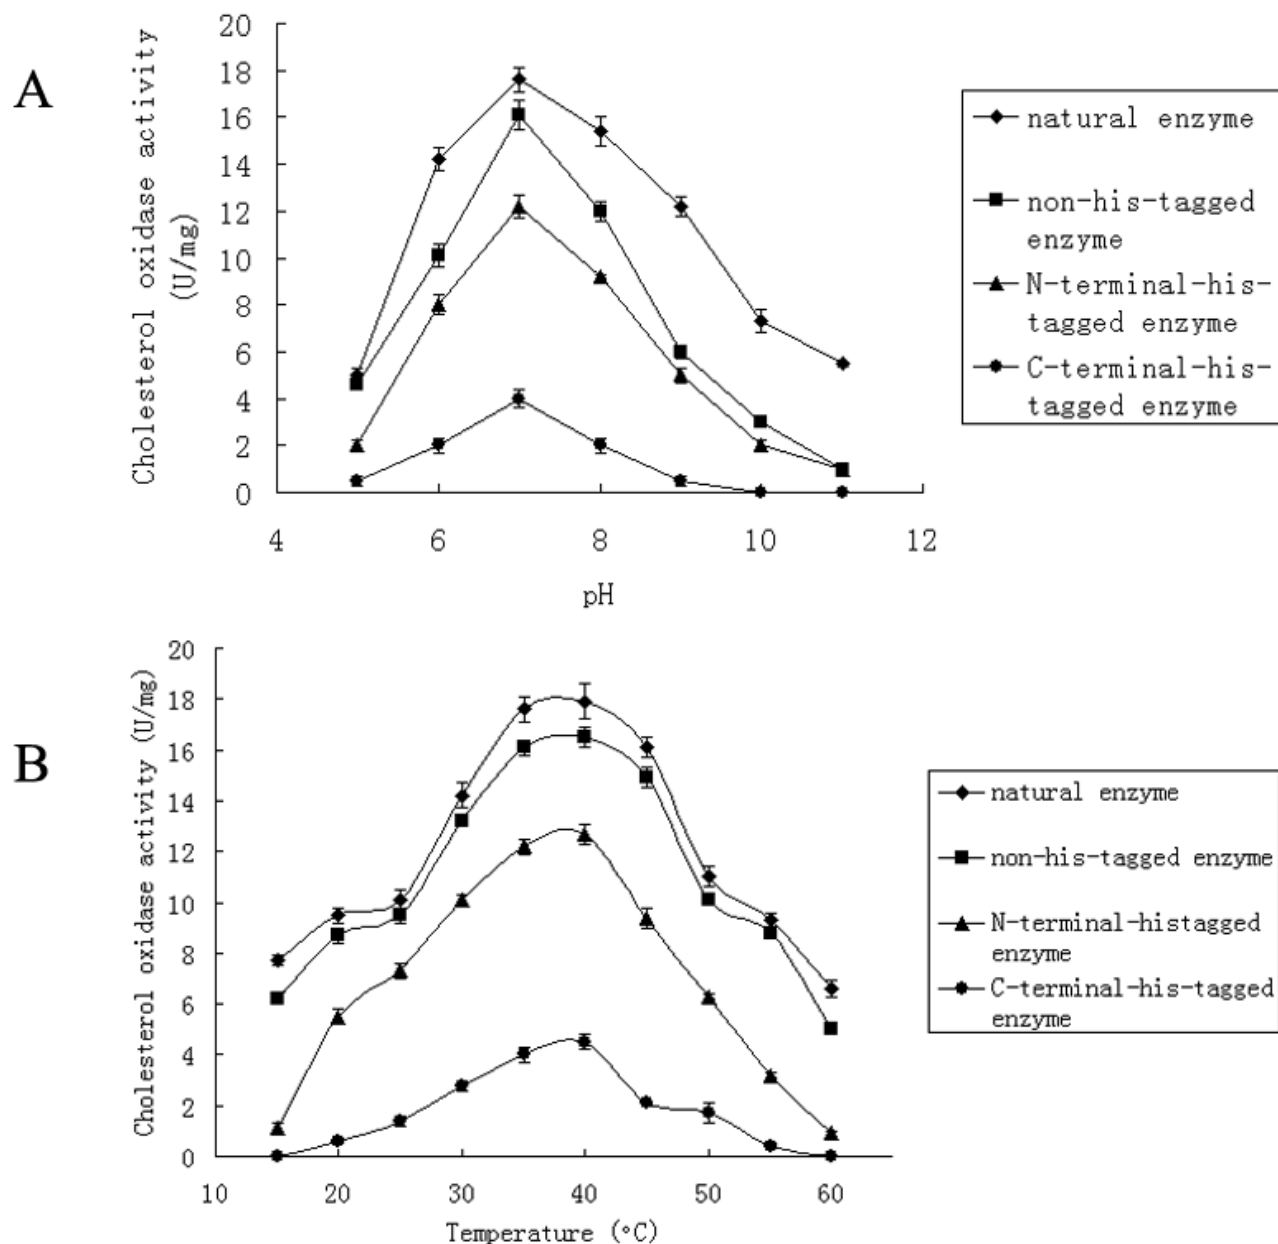 A
Cholesterol oxidase activity
(U/mg)
20
18
16
14
12
10
8
6
4
2
0
4
6
8
10
12
pH
natural enzyme
non-his-tagged
enzyme
N-terminal-his-
tagged enzyme
C-terminal-his-
tagged enzyme
B
Cholesterol oxidase activity (U/mg)
20
18
16
14
12
10
8
6
4
2
0
10
20
30
40
50
60
Temperature (°C)
natural enzyme
non-his-tagged enzyme
N-terminal-histagged
enzyme
C-terminal-his-tagged
enzyme